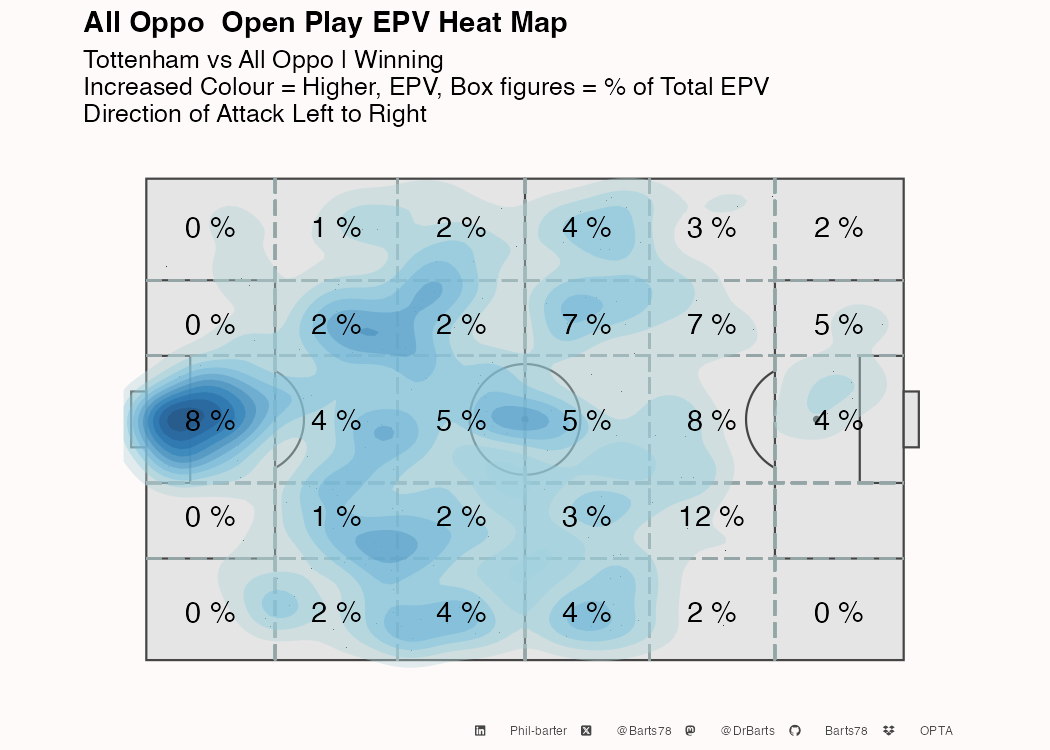 All Oppo  Open Play EPV Heat Map
Tottenham vs All Oppo | Winning
Increased Colour = Higher, EPV, Box figures = % of Total EPV
Direction of Attack Left to Right
0 % 1 % 2 % 4 % 3 % 2 %
0 % 2 % 2 % 7 % 7 % 5 %
8 % 4 % 5 % 5 % 8 % 4 %
0 % 1 % 2 % 3 % 12 %
0 % 2 % 4 % 4 % 2 % 0 %
Phil-barter @Barts78 @DrBarts Barts78 OPTA